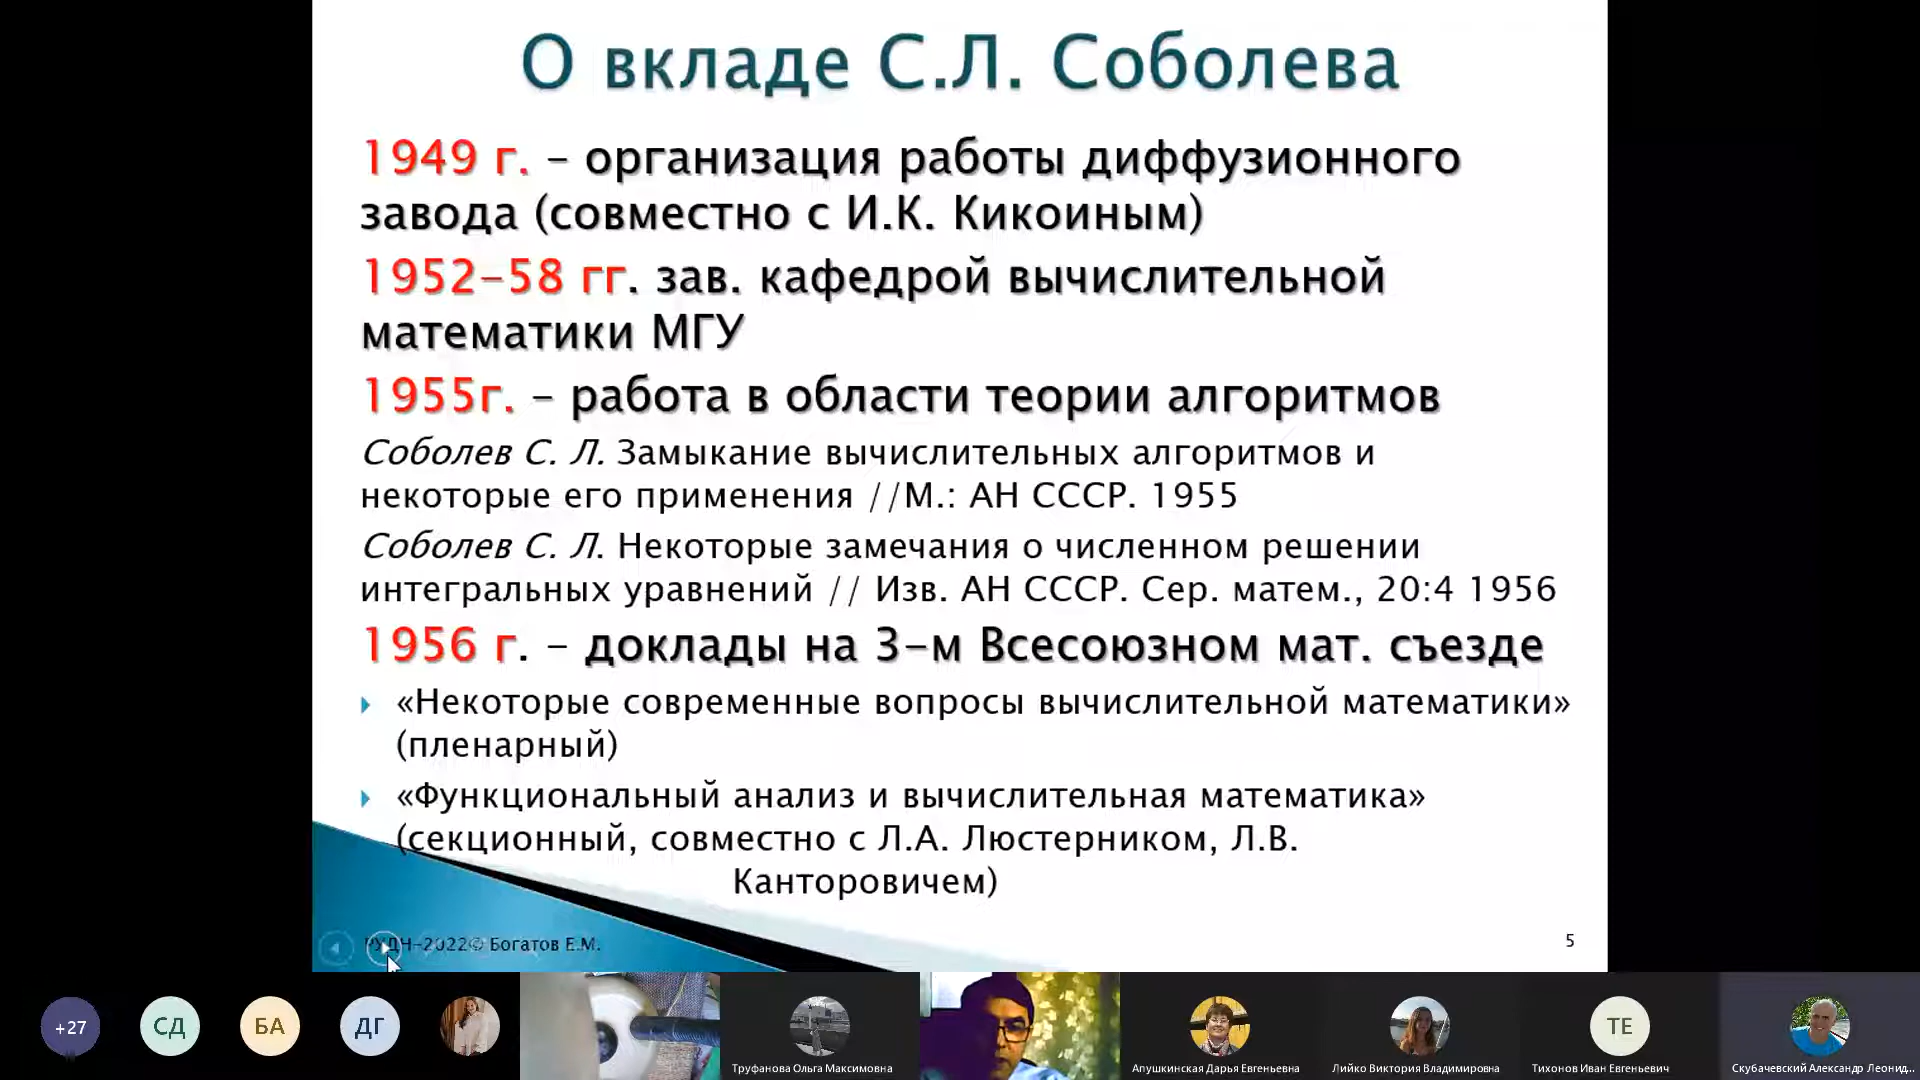 О вкладе С.Л. Соболева
1949 г. – организация работы диффузионного
завода (совместно с И.К. Кикоиным)
1952–58 гг. зав. кафедрой вычислительной
математики МГУ
1955г. – работа в области теории алгоритмов
Соболев С. Л. Замыкание вычислительных алгоритмов и
некоторые его применения //М.: АН СССР. 1955
Соболев С. Л. Некоторые замечания о численном решении
интегральных уравнений // Изв. АН СССР. Сер. матем., 20:4 1956
1956 г. – доклады на 3–м Всесоюзном мат. съезде
«Некоторые современные вопросы вычислительной математики»
(пленарный)
«Функциональный анализ и вычислительная математика»
(секционный, совместно с Л.А. Люстерником, Л.В.
Канторовичем)
РУДН–2022© Богатов Е.М.
5
+27
СД
БА
ДГ
ТЕ
Труфанова Ольга Максимовна
Апушкинская Дарья Евгеньевна
Лийко Виктория Владимировна
Тихонов Иван Евгеньевич
Скубачевский Александр Леонид...